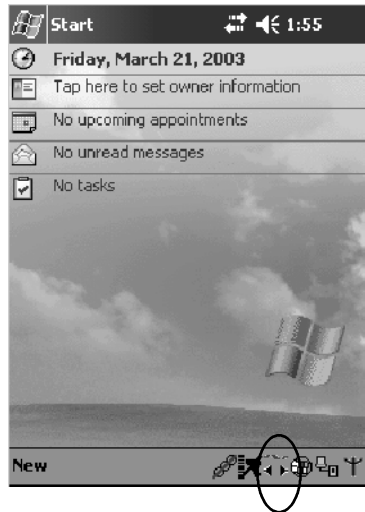 Start 1:55
Friday, March 21, 2003
Tap here to set owner information
No upcoming appointments
No unread messages
No tasks
New